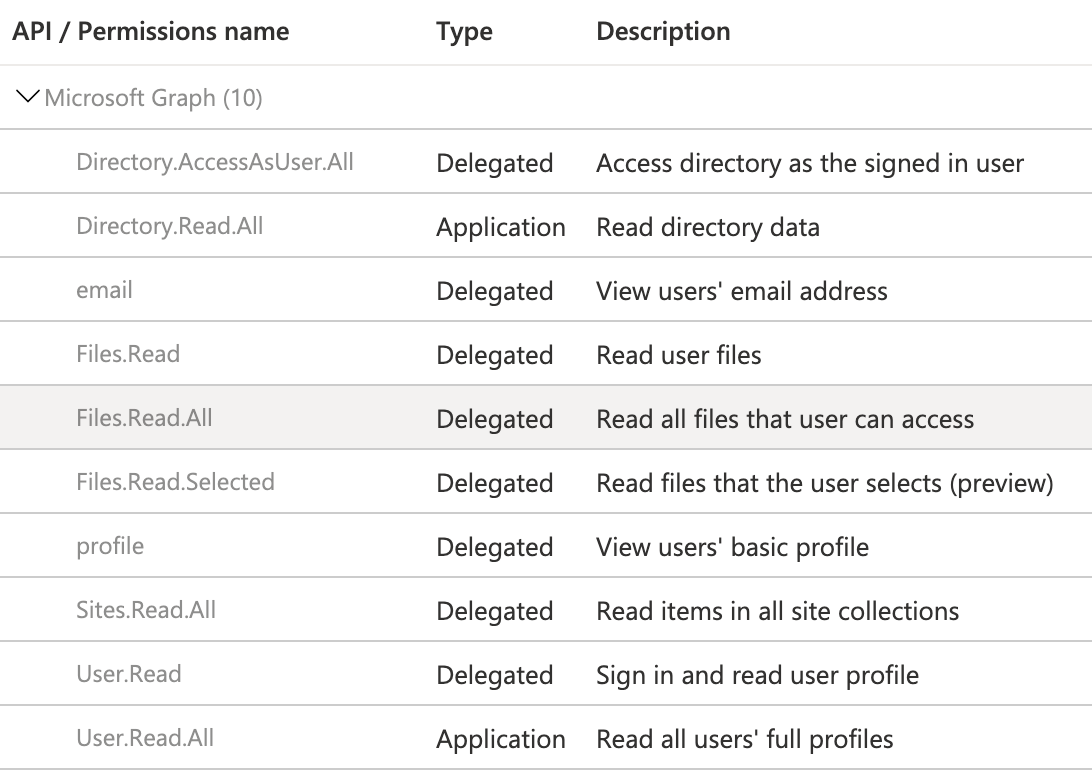 API / Permissions name Type Description
Microsoft Graph (10)
Directory.AccessAsUser.All Delegated Access directory as the signed in user
Directory.Read.All Application Read directory data
email Delegated View users' email address
Files.Read Delegated Read user files
Files.Read.All Delegated Read all files that user can access
Files.Read.Selected Delegated Read files that the user selects (preview)
profile Delegated View users' basic profile
Sites.Read.All Delegated Read items in all site collections
User.Read Delegated Sign in and read user profile
User.Read.All Application Read all users' full profiles